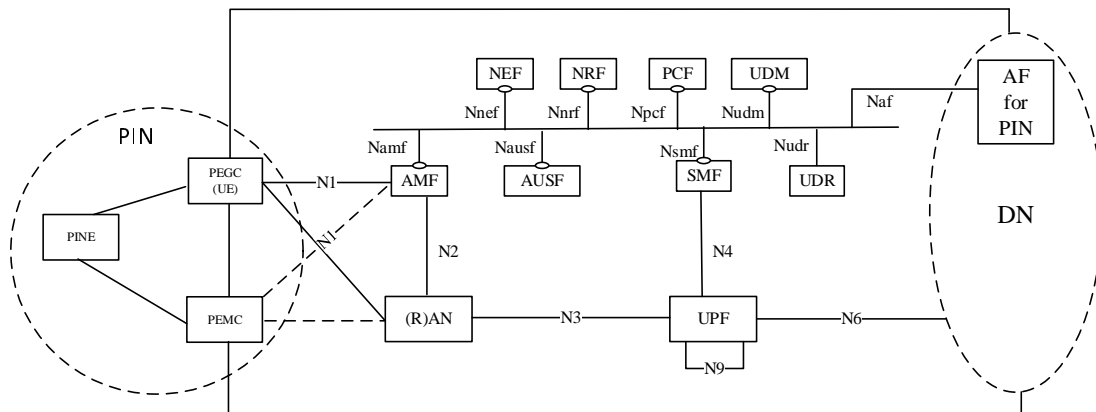 NEF
NRF
PCF
UDM
AF
for
PIN
Naf
Nnef
Nnrf
Npcf
Nudm
PIN
Namf
Nausf
Nsmf
Nudr
PEGC
(UE)
N1
AMF
AUSF
SMF
UDR
DN
PINE
N1
N2
N4
PEMC
(R)AN
N3
UPF
N6
N9